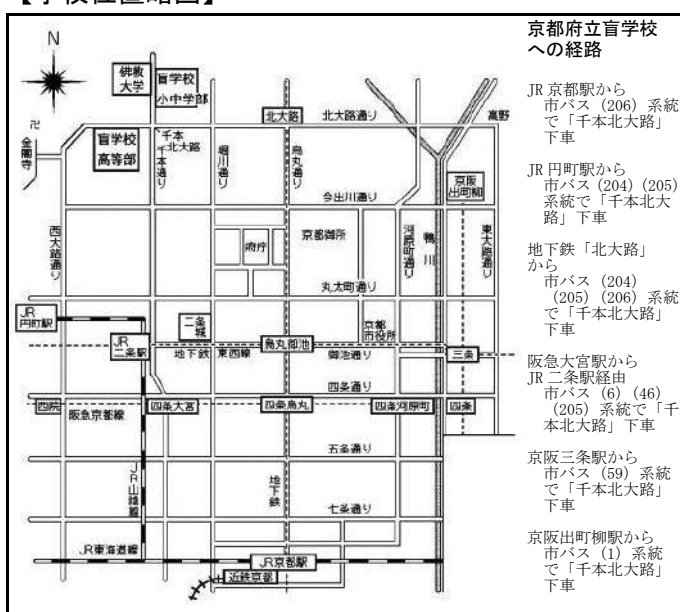 N
佛教
大学
盲学校
小中学部
北大路
北大路通り
高野
卍
金閣寺
盲学校
高等部
千本
北大路
千本通り
堀川通り
烏丸通り
京阪
出町柳
今出川通り
西大路通り
府庁
京都御所
河原町通り
鴨川
東大路通り
丸太町通り
JR
円町駅
二条
城
JR
二条駅
烏丸御池
京都
市役所
三条
地下鉄 東西線
御池通り
四条通り
西院
阪急京都線
四条大宮
四条烏丸
四条河原町
四条
五条通り
JR山陰線
地下鉄
七条通り
JR東海道線
JR京都駅
近鉄京都
京都府立盲学校
への経路
JR 京都駅から
市バス (206) 系統
で「千本北大路」
下車
JR 円町駅から
市バス (204) (205)
系統で「千本北大
路」下車
地下鉄「北大路」
から
市バス (204)
(205) (206) 系統
で「千本北大路」
下車
阪急大宮駅から
JR 二条駅経由
市バス (6) (46)
(205) 系統で「千
本北大路」下車
京阪三条駅から
市バス (59) 系統
で「千本北大路」
下車
京阪出町柳駅から
市バス (1) 系統
で「千本北大路」
下車